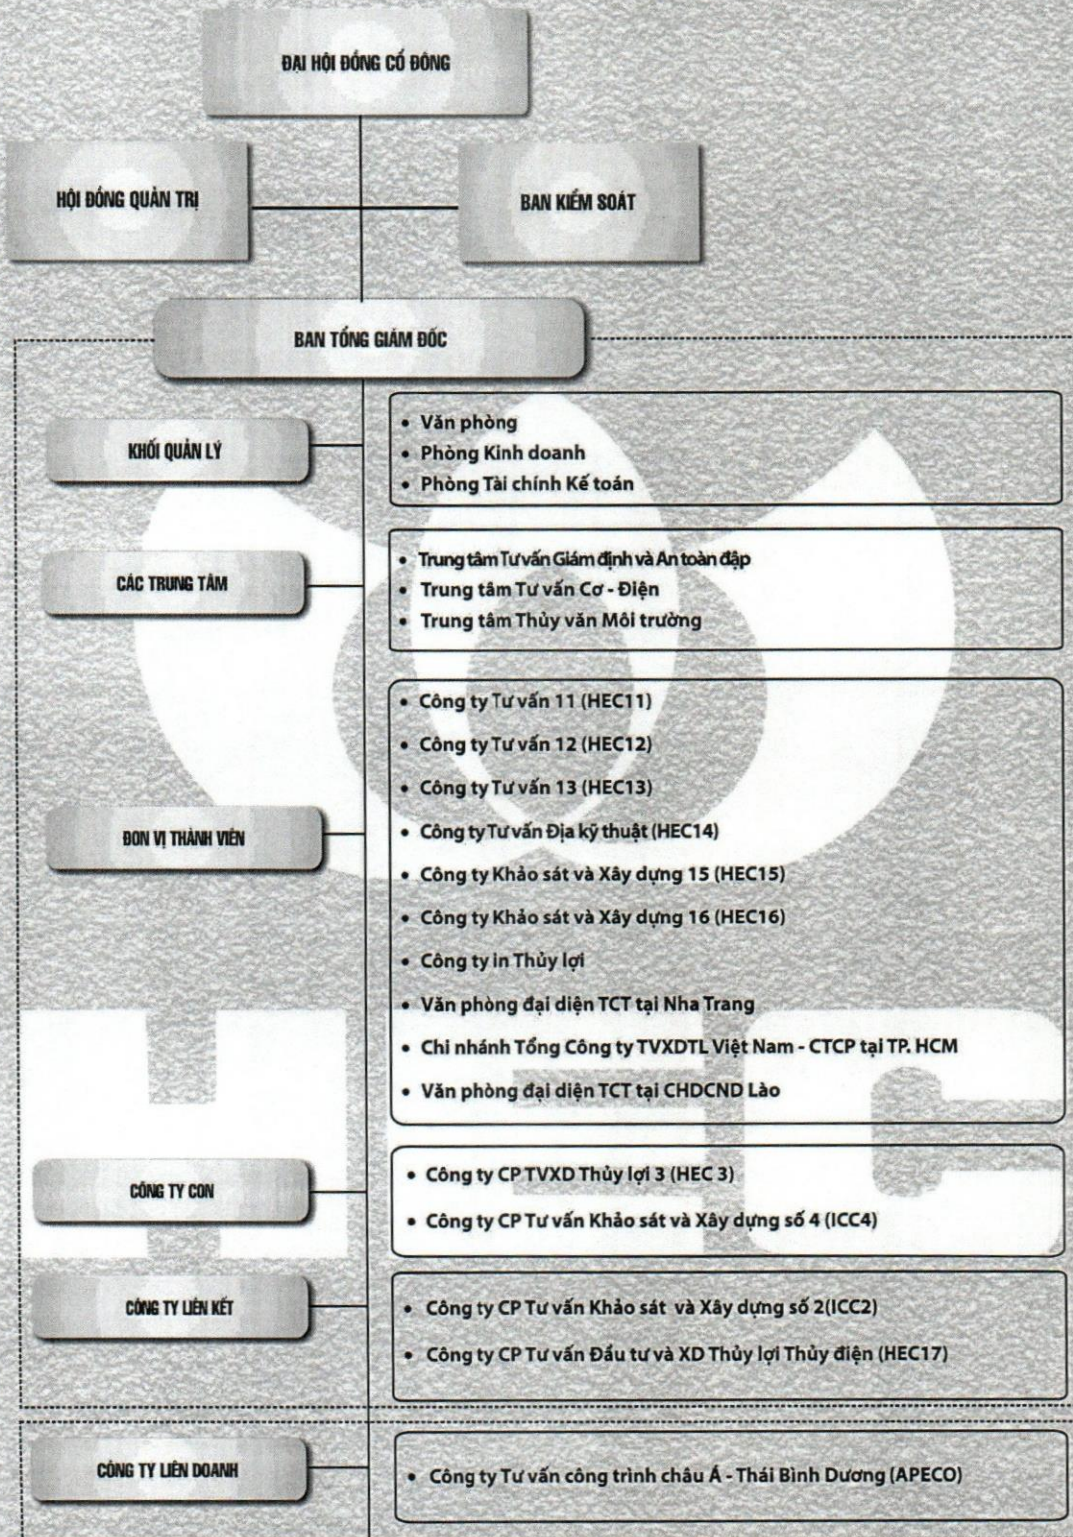 ĐẠI HỘI ĐỒNG CỔ ĐÔNG
HỘI ĐỒNG QUẢN TRỊ
BAN KIỂM SOÁT
BAN TỔNG GIÁM ĐỐC
KHỐI QUẢN LÝ
• Văn phòng
• Phòng Kinh doanh
• Phòng Tài chính Kế toán
CÁC TRUNG TÂM
• Trung tâm Tư vấn Giám định và An toàn đập
• Trung tâm Tư vấn Cơ - Điện
• Trung tâm Thủy văn Môi trường
ĐƠN VỊ THÀNH VIÊN
• Công ty Tư vấn 11 (HEC11)
• Công ty Tư vấn 12 (HEC12)
• Công ty Tư vấn 13 (HEC13)
• Công ty Tư vấn Địa kỹ thuật (HEC14)
• Công ty Khảo sát và Xây dựng 15 (HEC15)
• Công ty Khảo sát và Xây dựng 16 (HEC16)
• Công ty in Thủy lợi
• Văn phòng đại diện TCT tại Nha Trang
• Chi nhánh Tổng Công ty TVXDTL Việt Nam - CTCP tại TP. HCM
• Văn phòng đại diện TCT tại CHDCND Lào
HEC
CÔNG TY CON
• Công ty CP TVXD Thủy lợi 3 (HEC 3)
• Công ty CP Tư vấn Khảo sát và Xây dựng số 4 (ICC4)
CÔNG TY LIÊN KẾT
• Công ty CP Tư vấn Khảo sát và Xây dựng số 2(ICC2)
• Công ty CP Tư vấn Đầu tư và XD Thủy lợi Thủy điện (HEC17)
CÔNG TY LIÊN DOANH
• Công ty Tư vấn công trình châu Á - Thái Bình Dương (APECO)